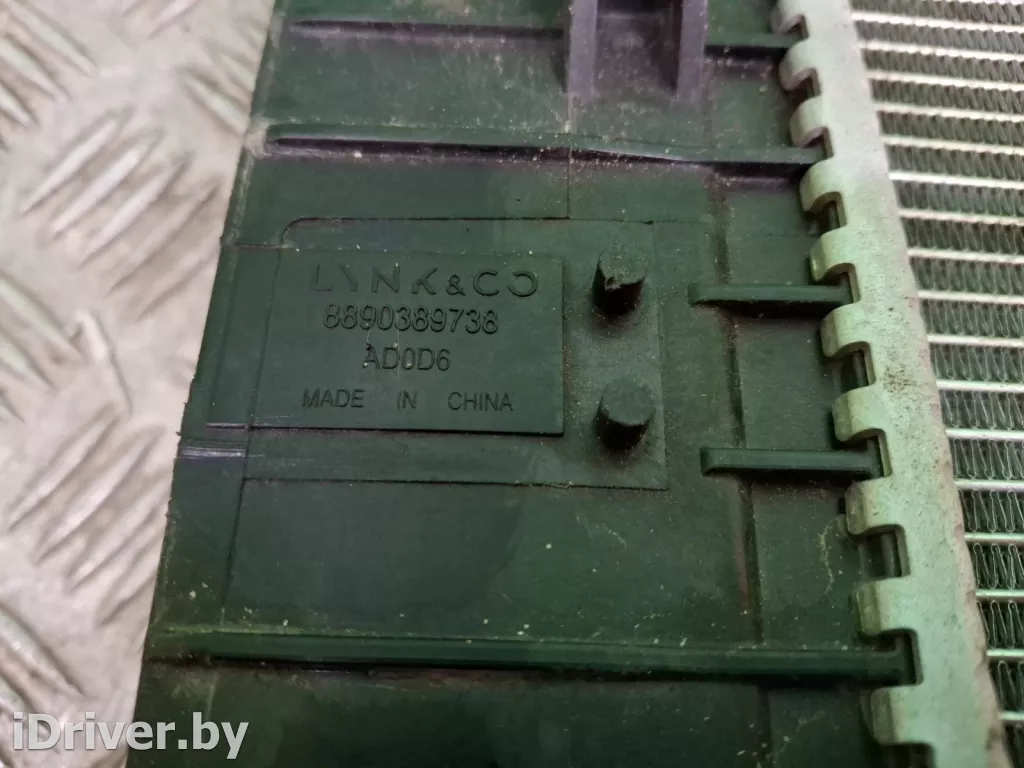 LYNK&CO
8890389738
AD0D6
MADE IN CHINA
iDriver.by